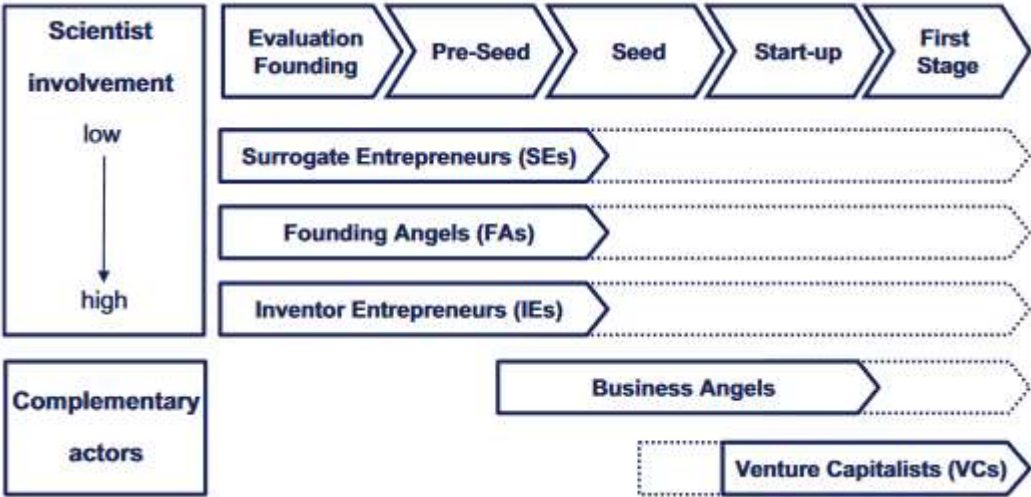 Scientist
involvement
low
high
Evaluation
Founding
Pre-Seed
Seed
Start-up
First
Stage
Surrogate Entrepreneurs (SEs)
Founding Angels (FAs)
Inventor Entrepreneurs (IEs)
Complementary
actors
Business Angels
Venture Capitalists (VCs)